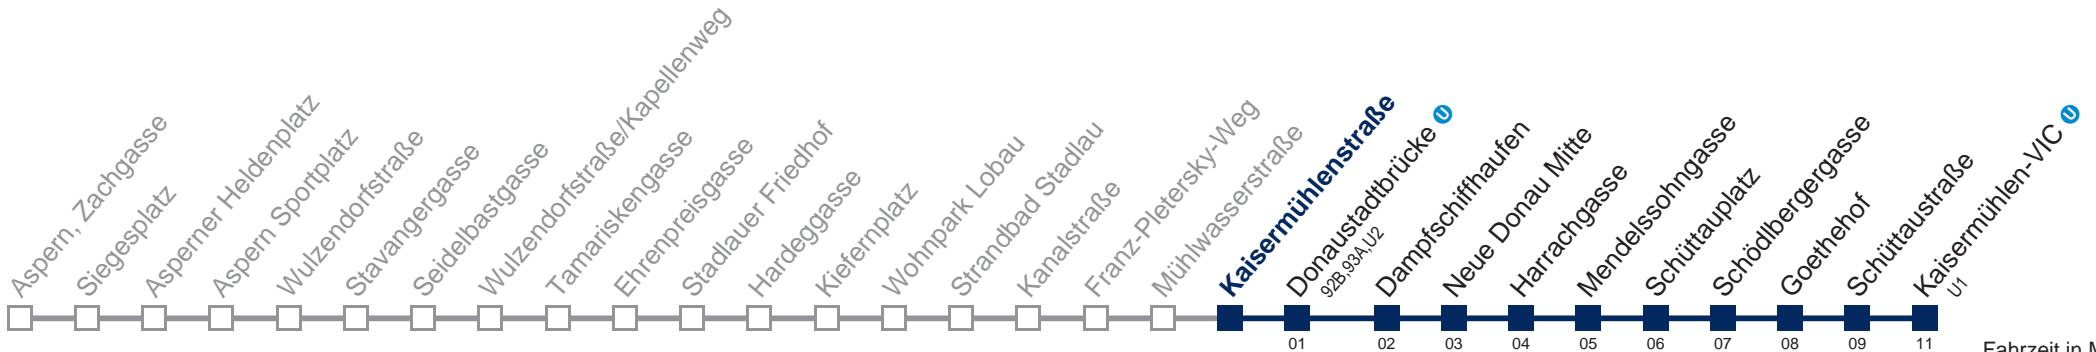 Aspern, Zachgasse
Siegesplatz
Asperner Heldenplatz
Aspern Sportplatz
Wulzendorfstraße
Stavangergasse
Seidelbastgasse
Wulzendorfstraße/Kapellenweg
Tamariskengasse
Ehrenpreisgasse
Stadlauer Friedhof
Hardeggasse
Kiefernplatz
Wohnpark Lobau
Strandbad Stadlau
Kanalstraße
Franz-Pletersky-Weg
Mühlwasserstraße
Kaisermühlenstraße
Donaustadtbrücke U
92B,93A,U2
Dampfschiffhaufen
Neue Donau Mitte
Harrachgasse
Mendelssohngasse
Schüttauplatz
Schödlbergergasse
Goethehof
Schüttaustraße
Kaisermühlen-VIC U
U1
01 02 03 04 05 06 07 08 09 11
Fahrzeit in M